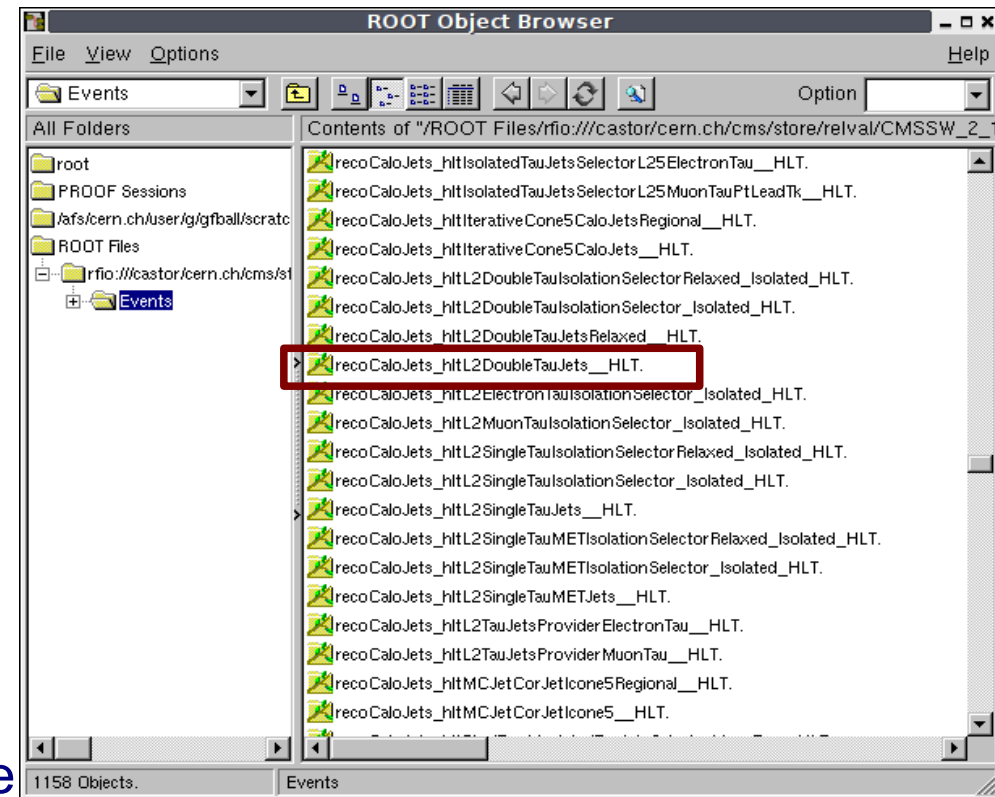 ROOT Object Browser
File View Options Help
Events Option
All Folders
Contents of "/ROOT Files/rfio:///castor/cern.ch/cms/store/relval/CMSSW_2_
root
PROOF Sessions
/afs/cern.ch/user/g/gfball/scratc
ROOT Files
rfio:///castor/cern.ch/cms/st
Events
recoCaloJets_hltIsolatedTauJetsSelectorL25ElectronTau__HLT.
recoCaloJets_hltIsolatedTauJetsSelectorL25MuonTauPtLeadTk__HLT.
recoCaloJets_hltIterativeCone5CaloJetsRegional__HLT.
recoCaloJets_hltIterativeCone5CaloJets__HLT.
recoCaloJets_hltL2DoubleTauIsolationSelectorRelaxed_Isolated_HLT.
recoCaloJets_hltL2DoubleTauIsolationSelector_Isolated_HLT.
recoCaloJets_hltL2DoubleTauJetsRelaxed__HLT.
recoCaloJets_hltL2DoubleTauJets__HLT.
recoCaloJets_hltL2ElectronTauIsolationSelector_Isolated_HLT.
recoCaloJets_hltL2MuonTauIsolationSelector_Isolated_HLT.
recoCaloJets_hltL2SingleTauIsolationSelectorRelaxed_Isolated_HLT.
recoCaloJets_hltL2SingleTauIsolationSelector_Isolated_HLT.
recoCaloJets_hltL2SingleTauJets__HLT.
recoCaloJets_hltL2SingleTauMETIsolationSelectorRelaxed_Isolated_HLT.
recoCaloJets_hltL2SingleTauMETIsolationSelector_Isolated_HLT.
recoCaloJets_hltL2SingleTauMETJets__HLT.
recoCaloJets_hltL2TauJetsProviderElectronTau__HLT.
recoCaloJets_hltL2TauJetsProviderMuonTau__HLT.
recoCaloJets_hltMCJetCorJetIcone5Regional__HLT.
recoCaloJets_hltMCJetCorJetIcone5__HLT.
e
1158 Objects. Events